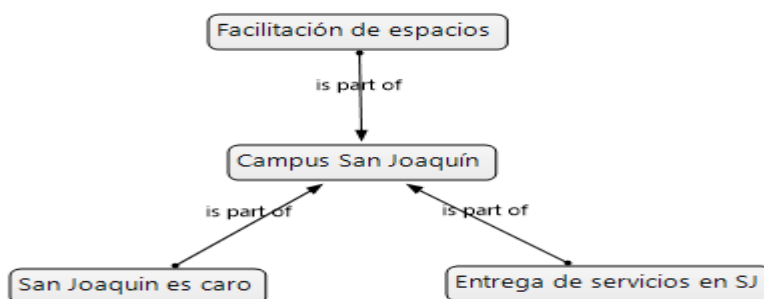 Facilitación de espacios
is part of
Campus San Joaquín
is part of
is part of
San Joaquin es caro
Entrega de servicios en SJ